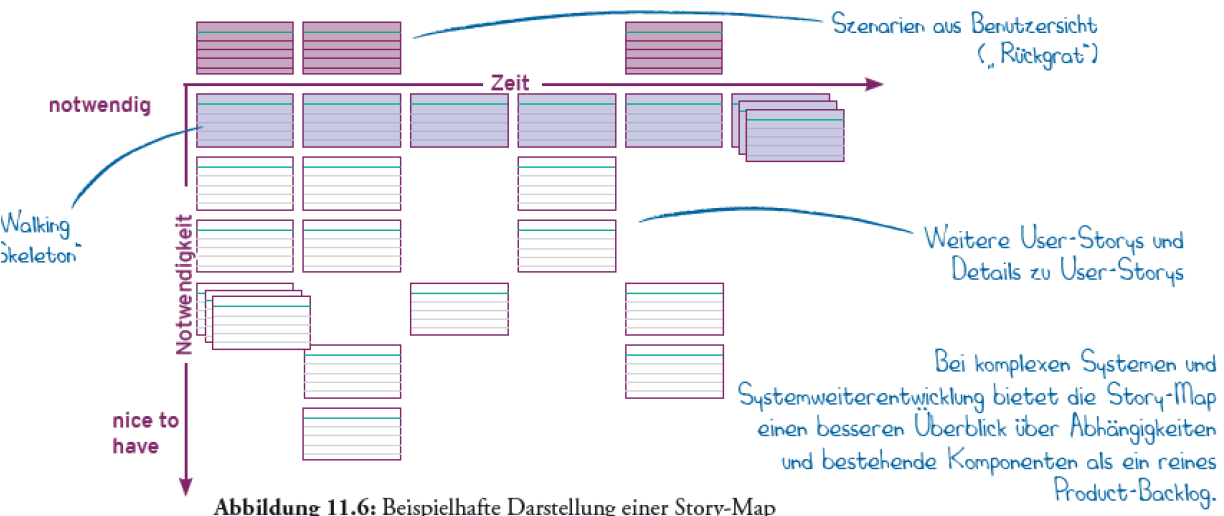 Szenarien aus Benutzersicht
(„Rückgrat“)
Zeit
notwendig
Walking
Skeleton“
Notwendigkeit
Weitere User-Storys und
Details zu User-Storys
nice to
have
Bei komplexen Systemen und
Systemweiterentwicklung bietet die Story-Map
einen besseren Überblick über Abhängigkeiten
und bestehende Komponenten als ein reines
Product-Backlog.
Abbildung 11.6: Beispielhafte Darstellung einer Story-Map